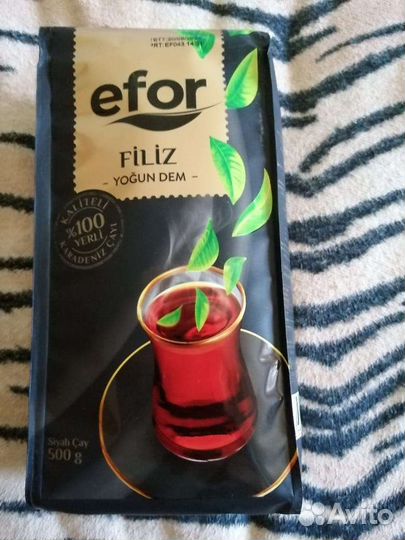 efor
FİLİZ
- YOĞUN DEM -
KALİTELİ
%100
YERLİ
KARADENİZ ÇAYI
Siyah Çay
500 g
Avito